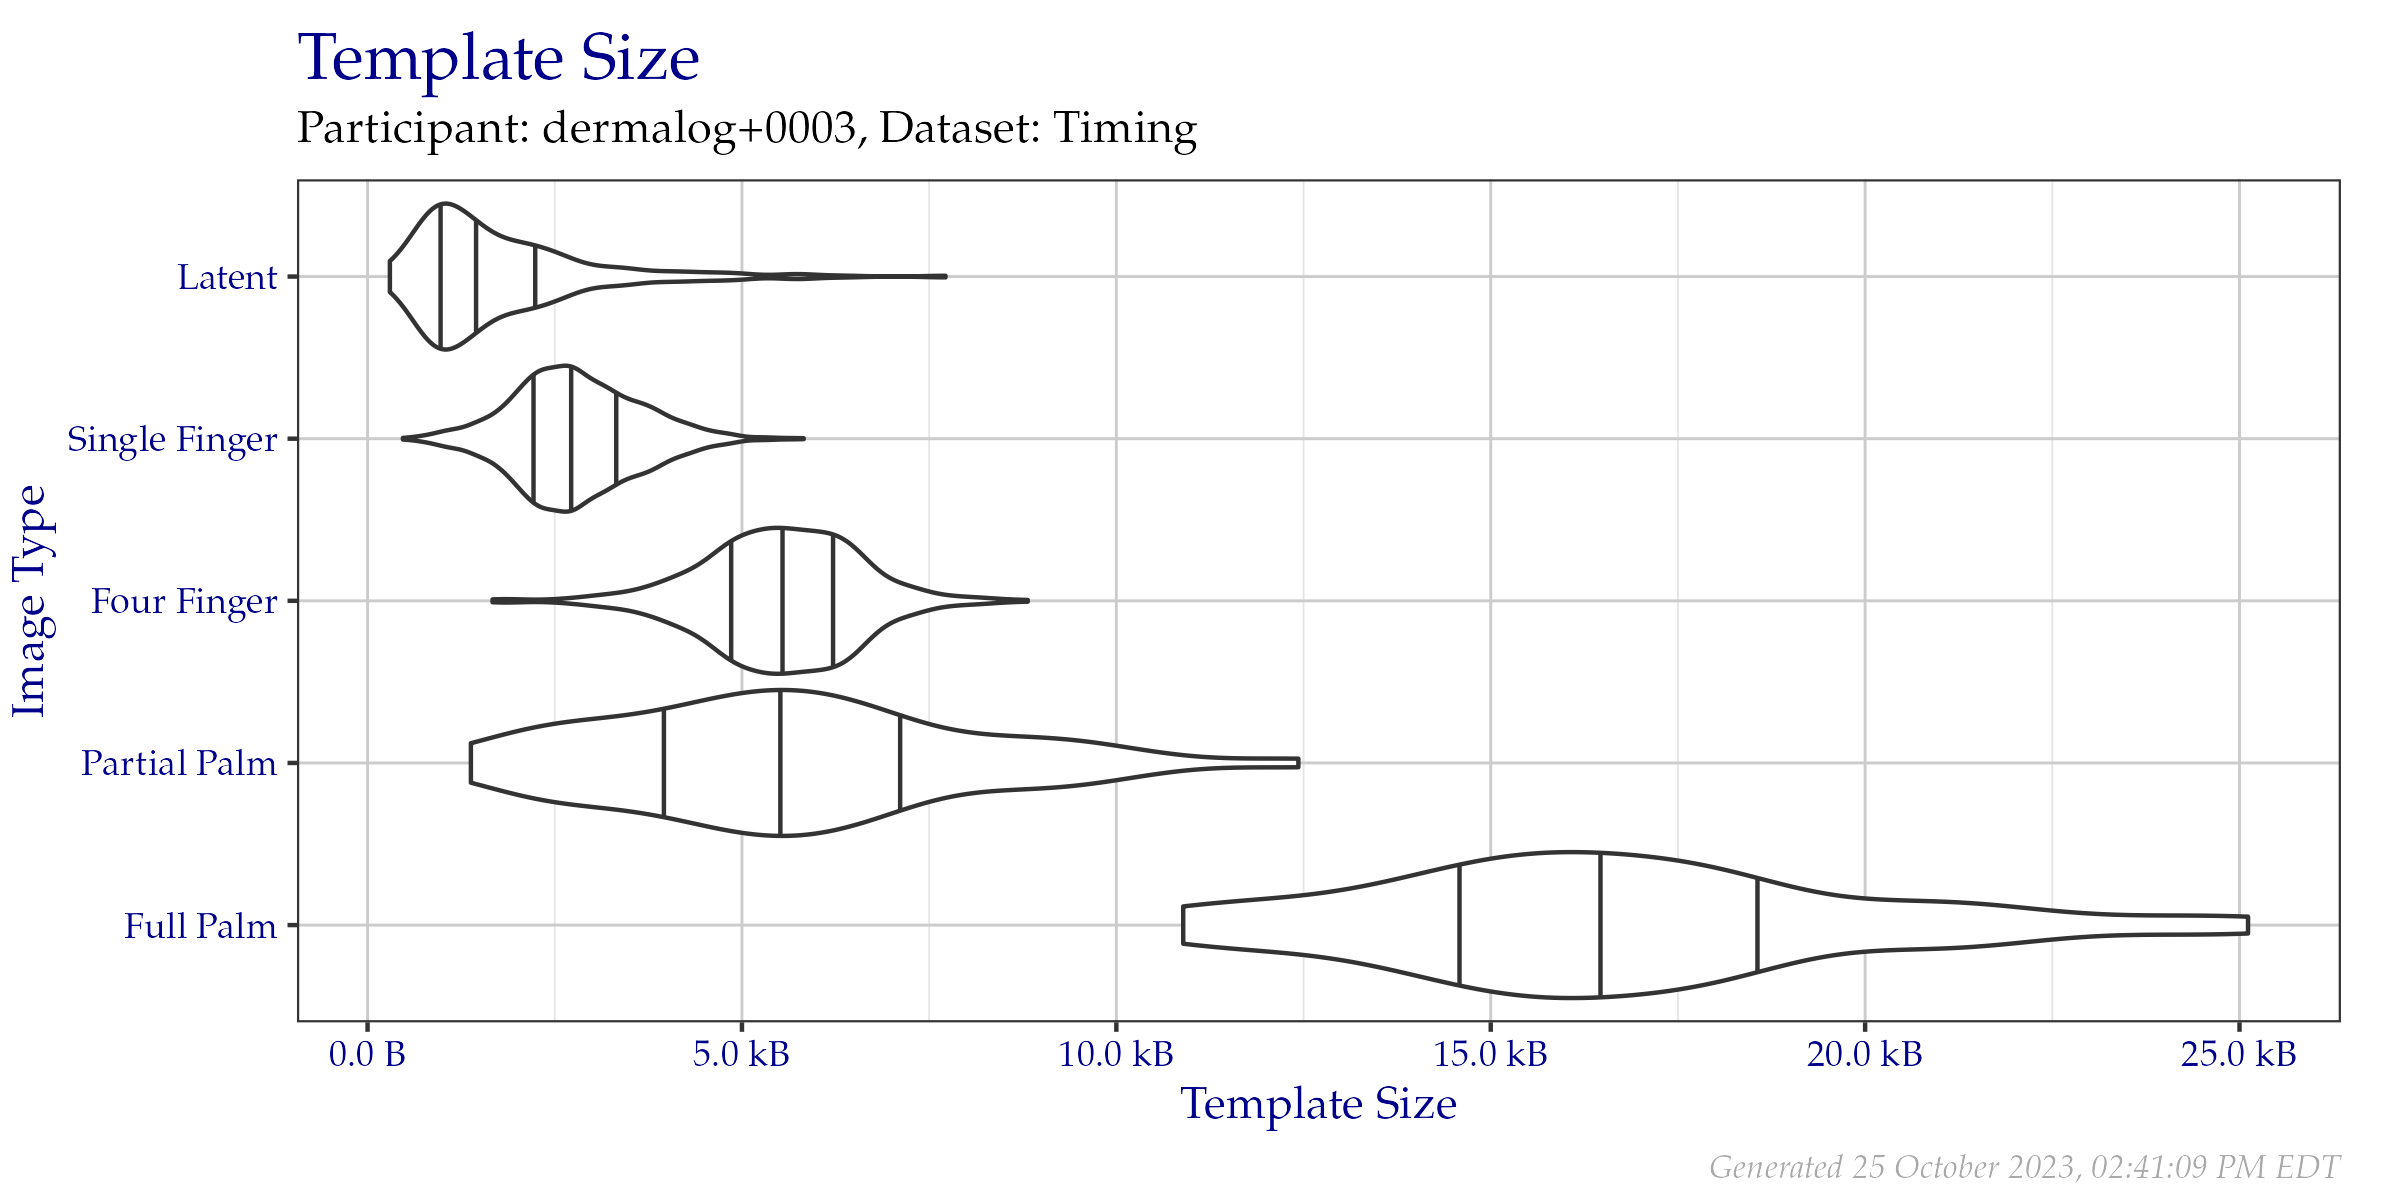 Template Size
Participant: dermalog+0003, Dataset: Timing
Image Type
Latent
Single Finger
Four Finger
Partial Palm
Full Palm
0.0 B 5.0 kB 10.0 kB 15.0 kB 20.0 kB 25.0 kB
Template Size
Generated 25 October 2023, 02:41:09 PM EDT